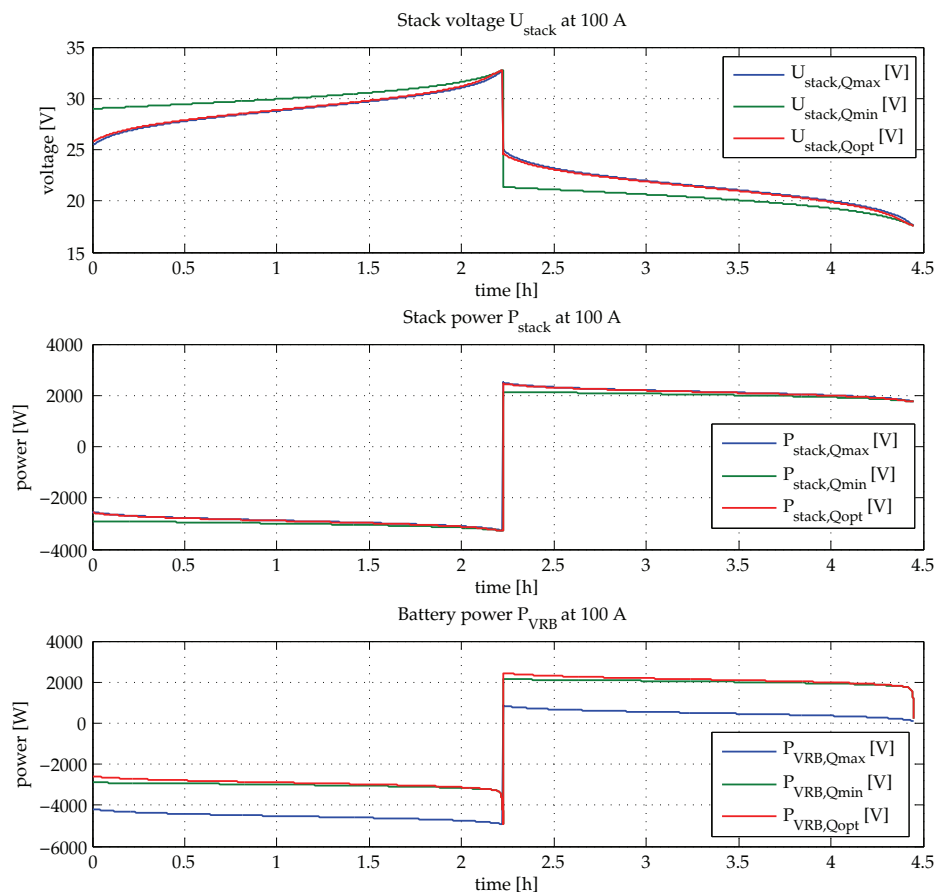 Stack voltage U_stack at 100 A
35
30
25
20
15
voltage [V]
U_stack,Qmax [V]
U_stack,Qmin [V]
U_stack,Qopt [V]
0 0.5 1 1.5 2 2.5 3 3.5 4 4.5
time [h]
Stack power P_stack at 100 A
4000
2000
0
−2000
−4000
power [W]
P_stack,Qmax [V]
P_stack,Qmin [V]
P_stack,Qopt [V]
0 0.5 1 1.5 2 2.5 3 3.5 4 4.5
time [h]
Battery power P_VRB at 100 A
4000
2000
0
−2000
−4000
−6000
power [W]
P_VRB,Qmax [V]
P_VRB,Qmin [V]
P_VRB,Qopt [V]
0 0.5 1 1.5 2 2.5 3 3.5 4 4.5
time [h]